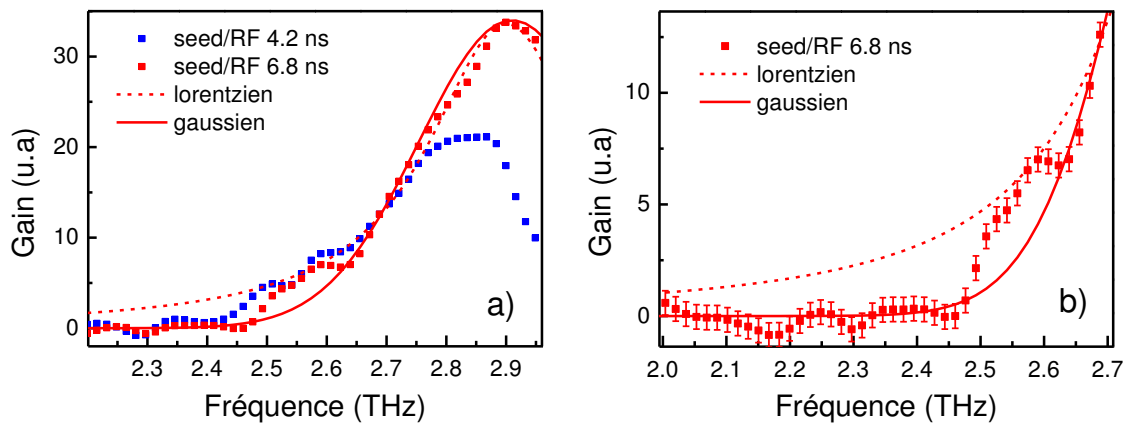 seed/RF 4.2 ns
seed/RF 6.8 ns
lorentzien
gaussien
30
20
10
0
Gain (u.a)
a)
2.3 2.4 2.5 2.6 2.7 2.8 2.9
Fréquence (THz)
seed/RF 6.8 ns
lorentzien
gaussien
10
5
0
Gain (u.a)
b)
2.0 2.1 2.2 2.3 2.4 2.5 2.6 2.7
Fréquence (THz)